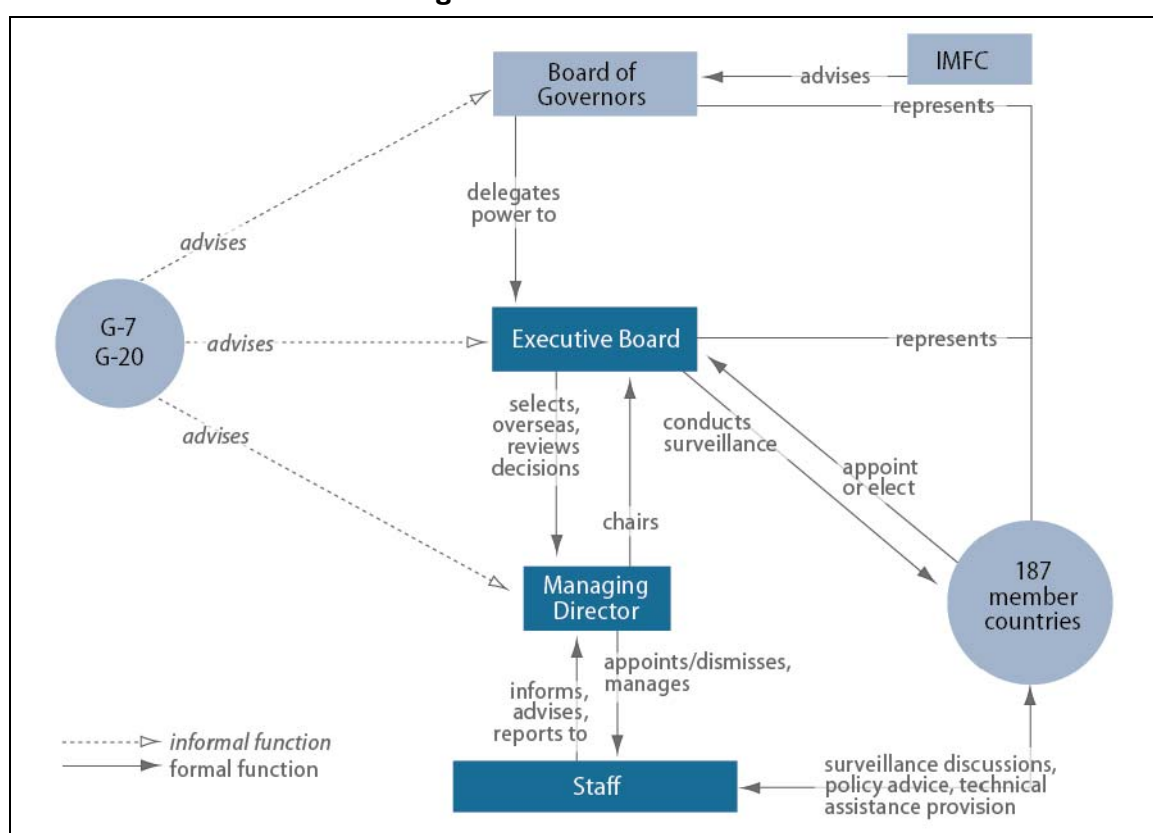 Board of
Governors
IMFC
advises
represents
delegates
power to
advises
G-7
G-20
advises
Executive Board
represents
advises
selects,
overseas,
reviews
decisions
conducts
surveillance
appoint
or elect
chairs
Managing
Director
187
member
countries
appoints/dismisses,
manages
informs,
advises,
reports to
informal function
formal function
Staff
surveillance discussions,
policy advice, technical
assistance provision